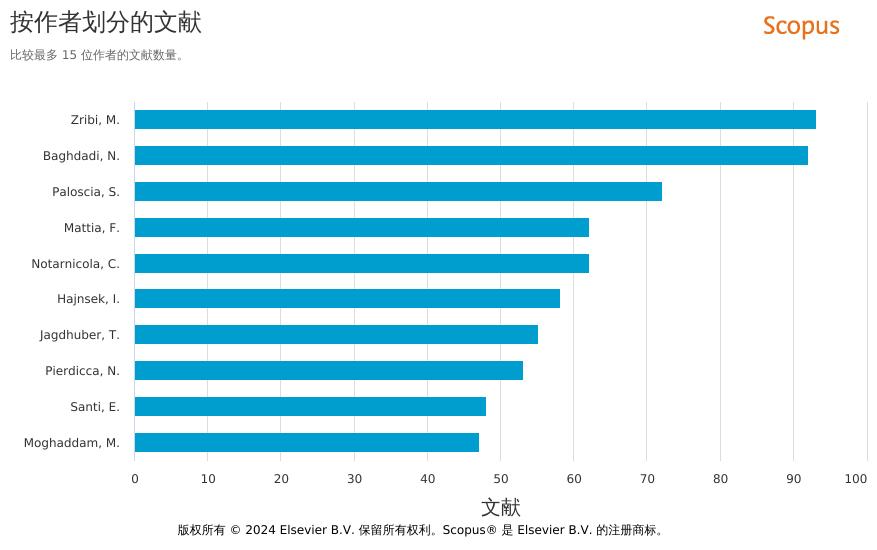 按作者划分的文献
Scopus
比较最多 15 位作者的文献数量。
Zribi, M.
Baghdadi, N.
Paloscia, S.
Mattia, F.
Notarnicola, C.
Hajnsek, I.
Jagdhuber, T.
Pierdicca, N.
Santi, E.
Moghaddam, M.
0 10 20 30 40 50 60 70 80 90 100
文献
版权所有 © 2024 Elsevier B.V. 保留所有权利。Scopus® 是 Elsevier B.V. 的注册商标。